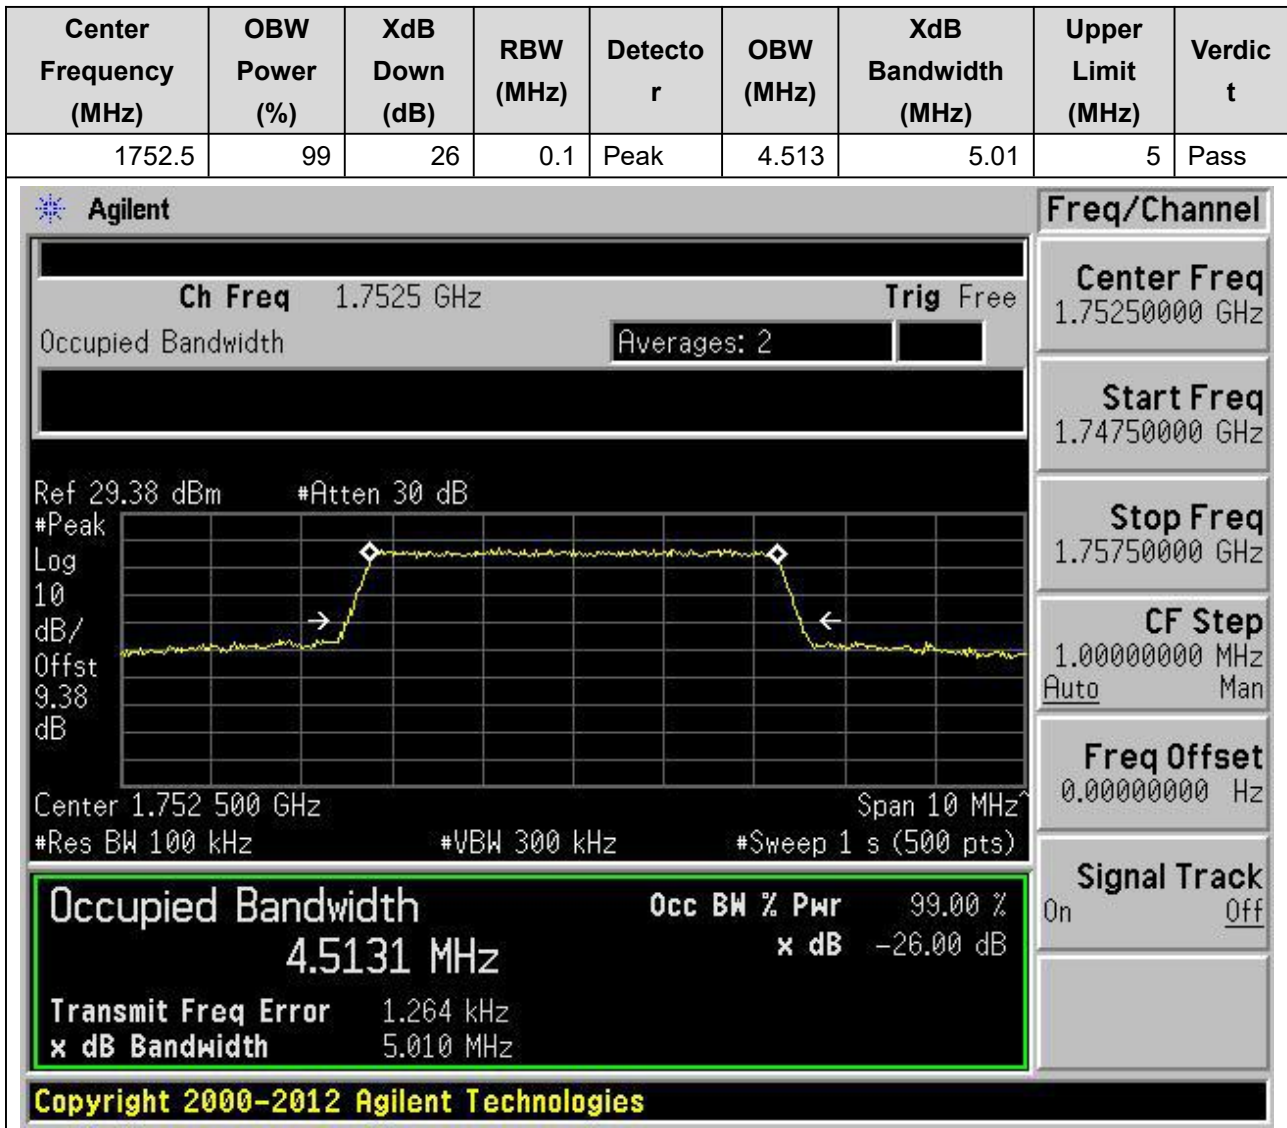 Center Frequency (MHz) OBW Power (%) XdB Down (dB) RBW (MHz) Detecto r OBW (MHz) XdB Bandwidth (MHz) Upper Limit (MHz) Verdic t
1752.5 99 26 0.1 Peak 4.513 5.01 5 Pass
Agilent
Freq/Channel
Ch Freq 1.7525 GHz Trig Free
Occupied Bandwidth Averages: 2
Center Freq
1.75250000 GHz
Start Freq
1.74750000 GHz
Stop Freq
1.75750000 GHz
CF Step
1.00000000 MHz
Auto Man
Freq Offset
0.00000000 Hz
Signal Track
On Off
Ref 29.38 dBm #Atten 30 dB
#Peak
Log
10
dB/
Offst
9.38
dB
Center 1.752 500 GHz Span 10 MHz^
#Res BW 100 kHz #VBW 300 kHz #Sweep 1 s (500 pts)
Occupied Bandwidth Occ BW % Pwr 99.00 %
4.5131 MHz x dB -26.00 dB
Transmit Freq Error 1.264 kHz
x dB Bandwidth 5.010 MHz
Copyright 2000-2012 Agilent Technologies